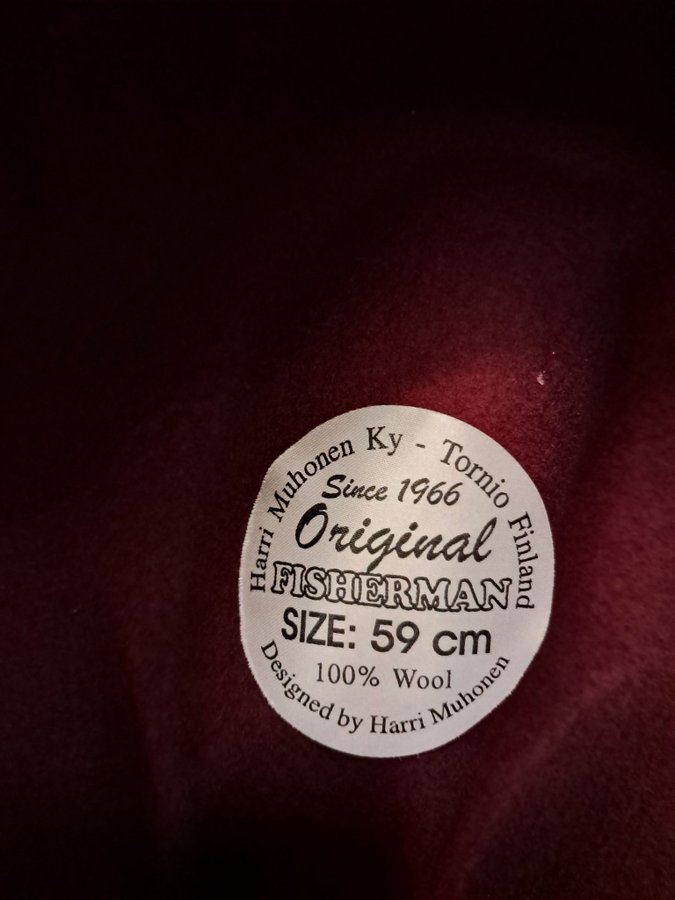 Harri Muhonen Ky - Tornio Finland
Since 1966
Original
FISHERMAN
SIZE: 59 cm
100% Wool
Designed by Harri Muhonen